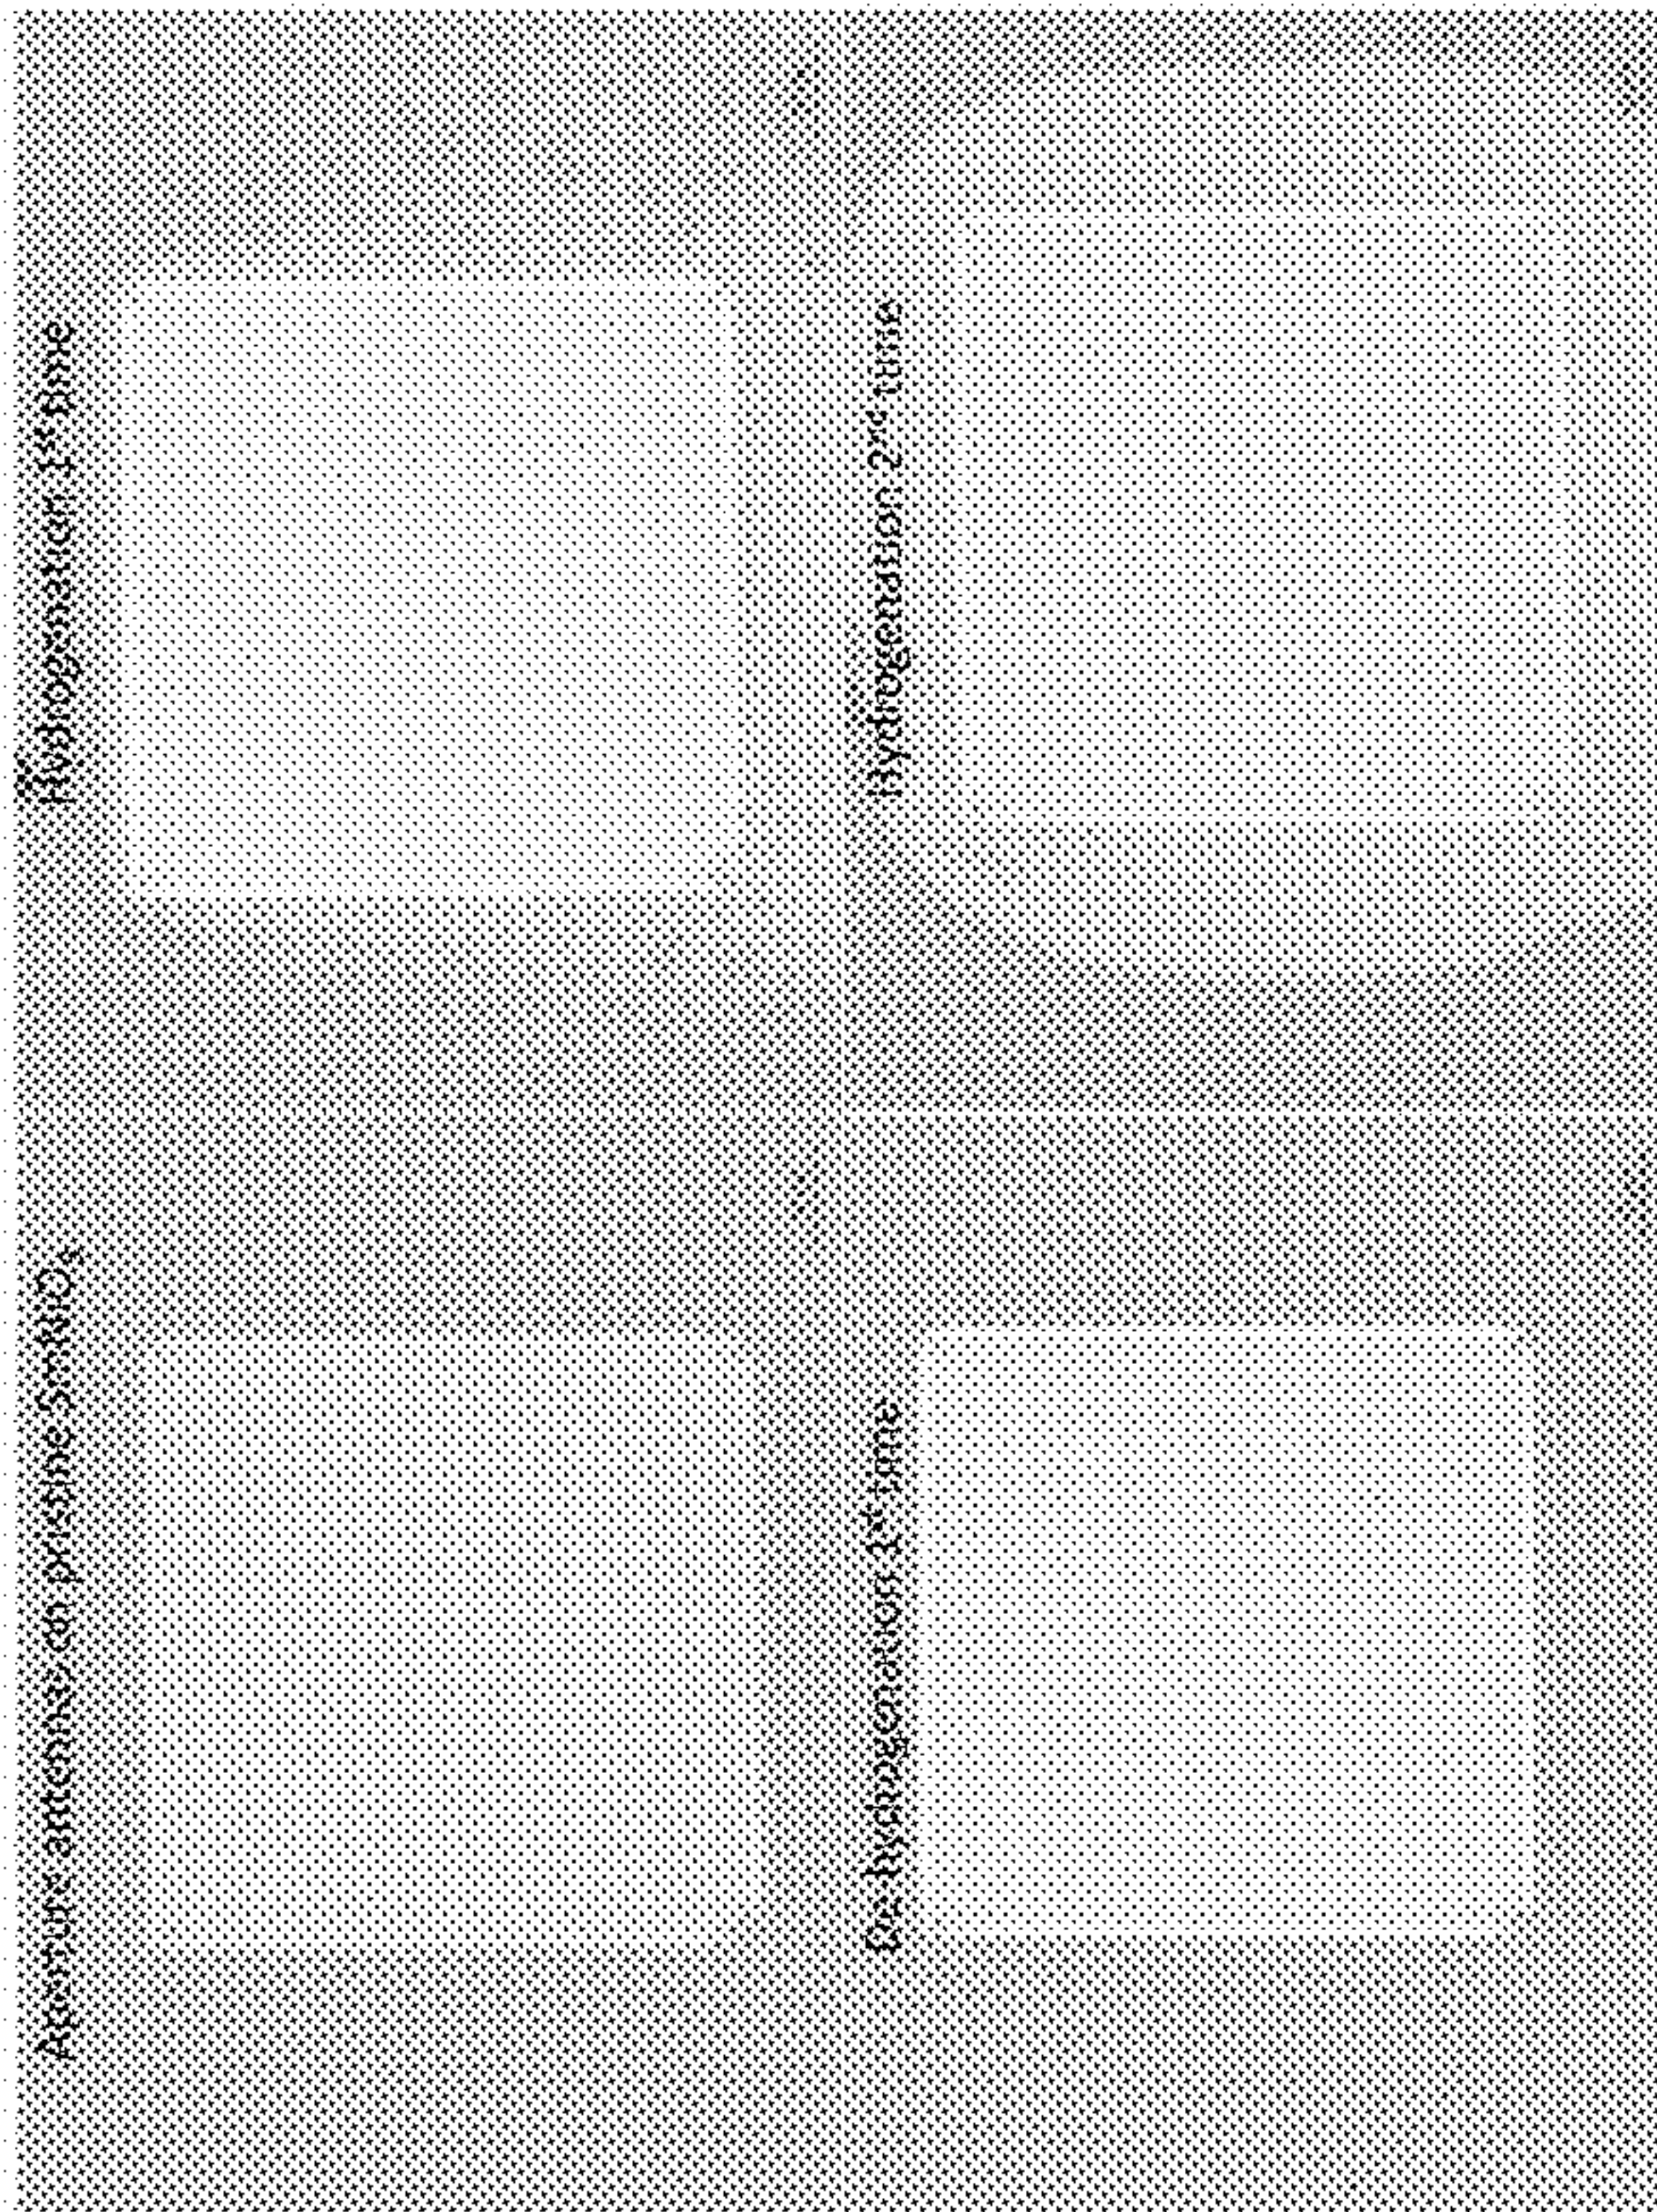 Aperture antenna on pristine SmNiO₃
Hydrogenation 1st time
De-hydrogenation 1st time
Hydrogenation 2nd time